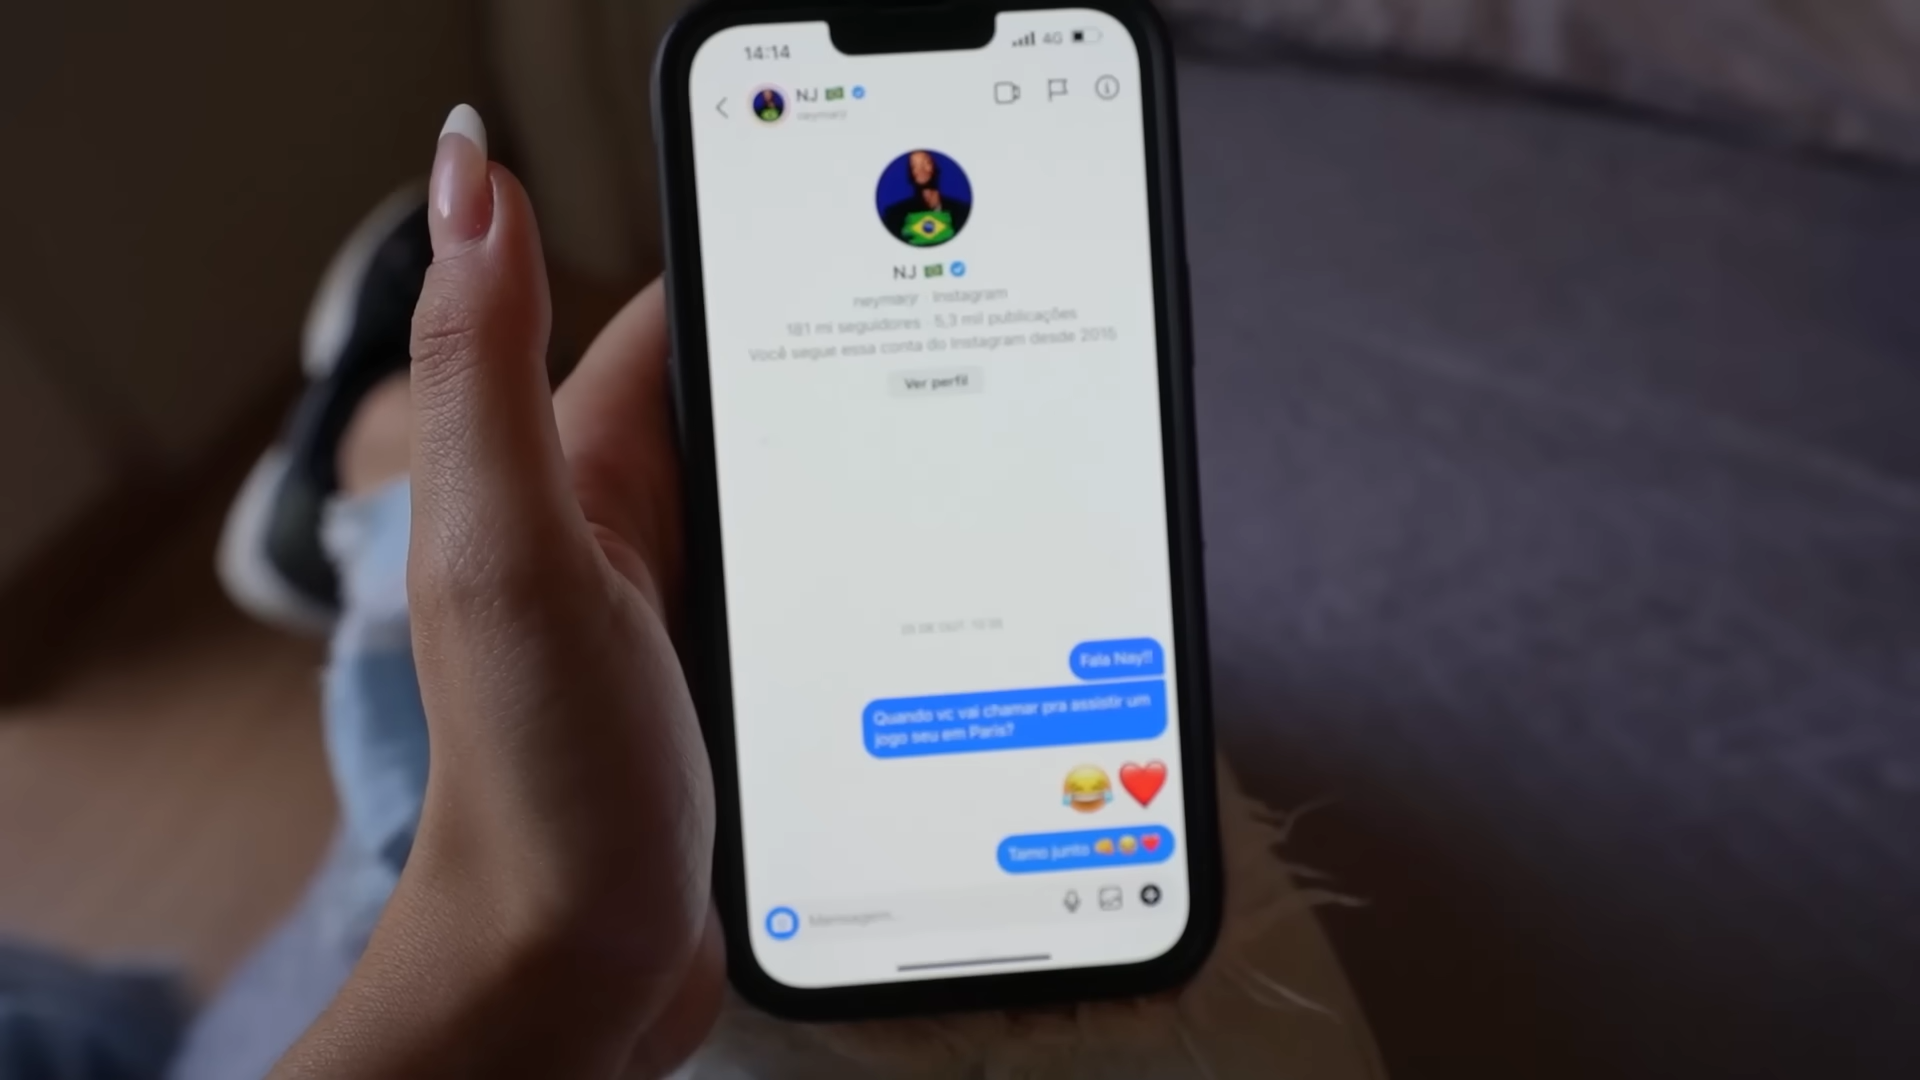 14:14
4G
NJ
neymarjr
NJ
neymarjr · Instagram
181 mi seguidores · 5,3 mil publicações
Você segue essa conta do Instagram desde 2015
Ver perfil
Fala Nay!!
Quando vc vai chamar pra assistir um
jogo seu em Paris?
😂❤️
Tamo junto 👊😂❤️
Mensagem...